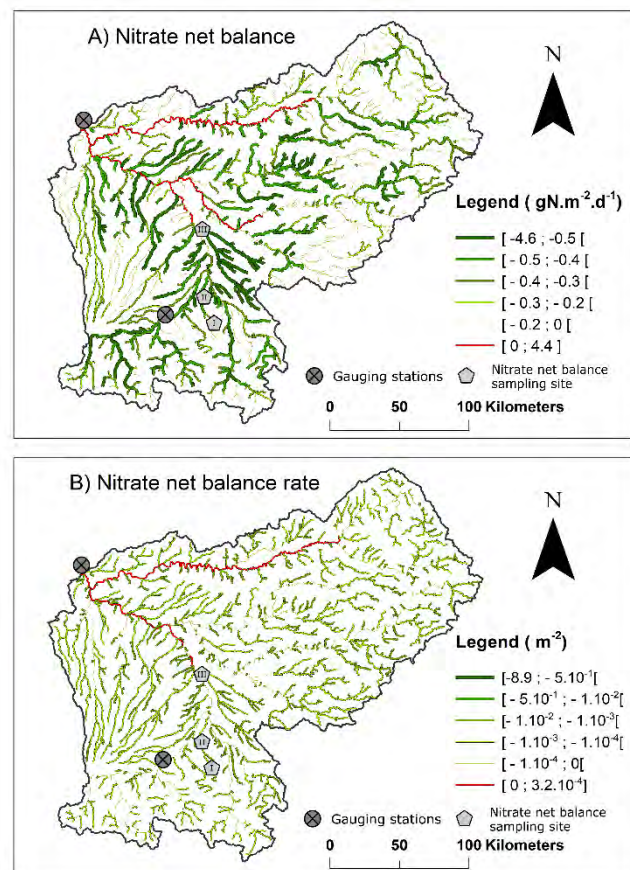 A) Nitrate net balance
N
III
II
I
Legend ( gN.m-2.d-1)
[ -4.6 ; -0.5 [
[ - 0.5 ; -0.4 [
[ - 0.4 ; -0.3 [
[ - 0.3 ; - 0.2 [
[ - 0.2 ; 0 [
[ 0 ; 4.4 ]
Gauging stations
Nitrate net balance
sampling site
0 50 100 Kilometers
B) Nitrate net balance rate
N
III
II
I
Legend ( m-2)
[-8.9 ; - 5.10-1[
[ - 5.10-1 ; - 1.10-2[
[ - 1.10-2 ; - 1.10-3[
[ - 1.10-3 ; - 1.10-4[
[ - 1.10-4 ; 0[
[ 0 ; 3.2.10-4]
Gauging stations
Nitrate net balance
sampling site
0 50 100 Kilometers